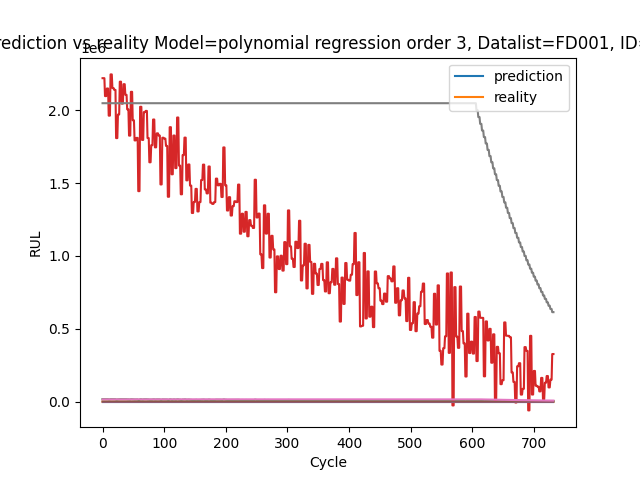 rediction vs reality Model=polynomial regression order 3, Datalist=FD001, ID=
1e6
prediction
reality
2.0
1.5
1.0
0.5
0.0
RUL
0 100 200 300 400 500 600 700
Cycle